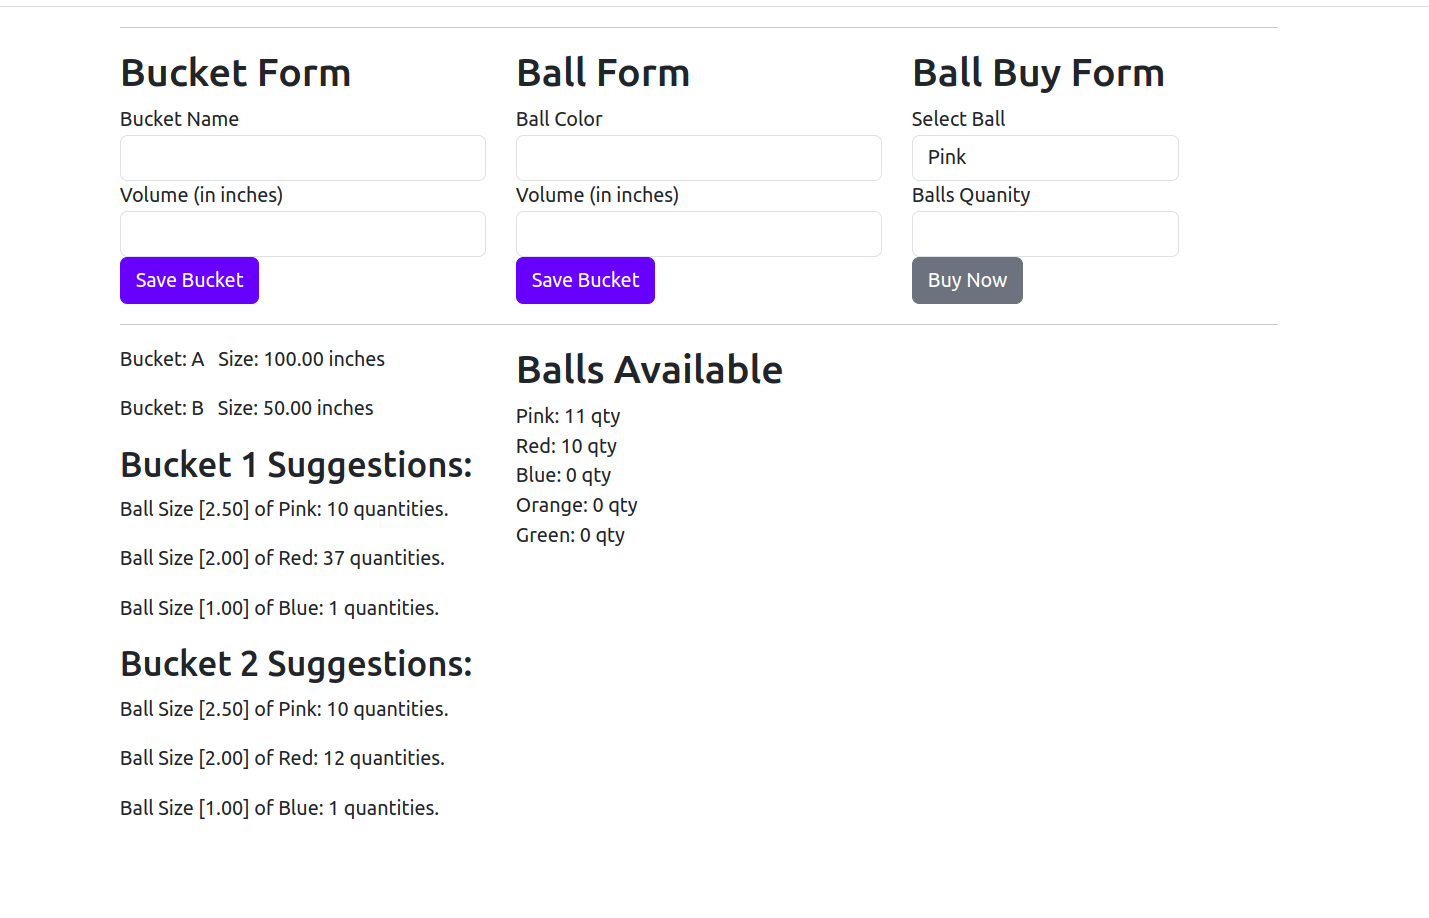 Bucket Form
Bucket Name
Volume (in inches)
Save Bucket
Ball Form
Ball Color
Volume (in inches)
Save Bucket
Ball Buy Form
Select Ball
Pink
Balls Quanity
Buy Now
Bucket: A Size: 100.00 inches
Bucket: B Size: 50.00 inches
Bucket 1 Suggestions:
Ball Size [2.50] of Pink: 10 quantities.
Ball Size [2.00] of Red: 37 quantities.
Ball Size [1.00] of Blue: 1 quantities.
Bucket 2 Suggestions:
Ball Size [2.50] of Pink: 10 quantities.
Ball Size [2.00] of Red: 12 quantities.
Ball Size [1.00] of Blue: 1 quantities.
Balls Available
Pink: 11 qty
Red: 10 qty
Blue: 0 qty
Orange: 0 qty
Green: 0 qty